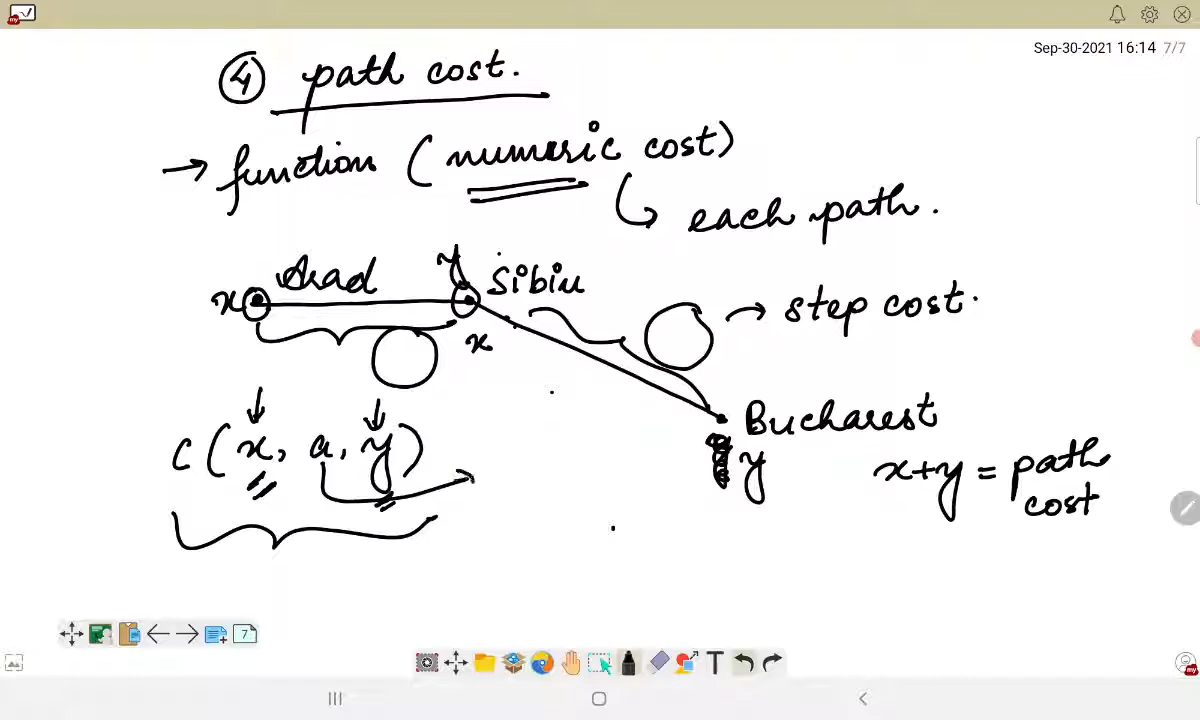 Sep-30-2021 16:14 7/7
④ path cost.
→ function (numeric cost)
↳ each path.
x Arad y Sibiu
x
→ step cost.
Bucharest
y
c(x, a, y)
x+y = path cost
7
T